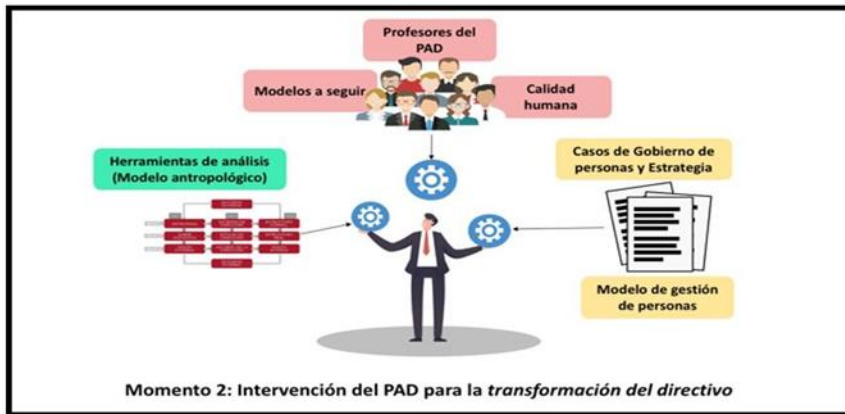 Profesores del
PAD
Modelos a seguir
Calidad
humana
Herramientas de análisis
(Modelo antropológico)
Casos de Gobierno de
personas y Estrategia
Modelo de gestión
de personas
Momento 2: Intervención del PAD para la transformación del directivo